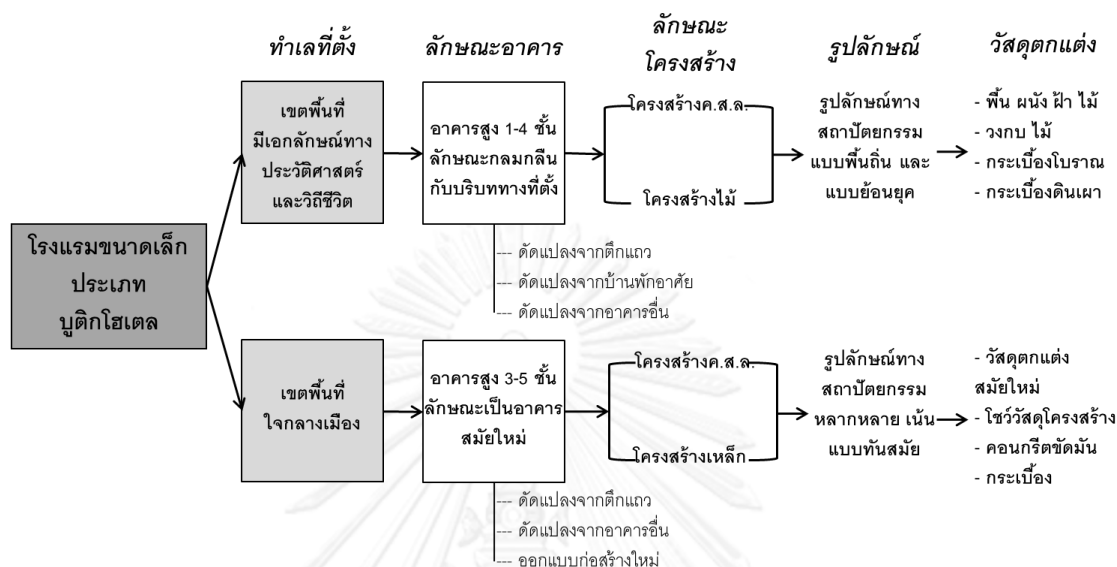 ทำเลที่ตั้ง
ลักษณะอาคาร
ลักษณะ
โครงสร้าง
รูปลักษณ์
วัสดุตกแต่ง
โรงแรมขนาดเล็ก
ประเภท
บูติกโฮเตล
เขตพื้นที่
มีเอกลักษณ์ทาง
ประวัติศาสตร์
และวิถีชีวิต
อาคารสูง 1-4 ชั้น
ลักษณะกลมกลืน
กับบริบททางที่ตั้ง
--- ดัดแปลงจากตึกแถว
--- ดัดแปลงจากบ้านพักอาศัย
--- ดัดแปลงจากอาคารอื่น
โครงสร้างค.ส.ล.
โครงสร้างไม้
รูปลักษณ์ทาง
สถาปัตยกรรม
แบบพื้นถิ่น และ
แบบย้อนยุค
- พื้น ผนัง ฝ้า ไม้
- วงกบ ไม้
- กระเบื้องโบราณ
- กระเบื้องดินเผา
เขตพื้นที่
ใจกลางเมือง
อาคารสูง 3-5 ชั้น
ลักษณะเป็นอาคาร
สมัยใหม่
--- ดัดแปลงจากตึกแถว
--- ดัดแปลงจากอาคารอื่น
--- ออกแบบก่อสร้างใหม่
โครงสร้างค.ส.ล.
โครงสร้างเหล็ก
รูปลักษณ์ทาง
สถาปัตยกรรม
หลากหลาย เน้น
แบบทันสมัย
- วัสดุตกแต่ง
สมัยใหม่
- โชว์วัสดุโครงสร้าง
- คอนกรีตขัดมัน
- กระเบื้อง